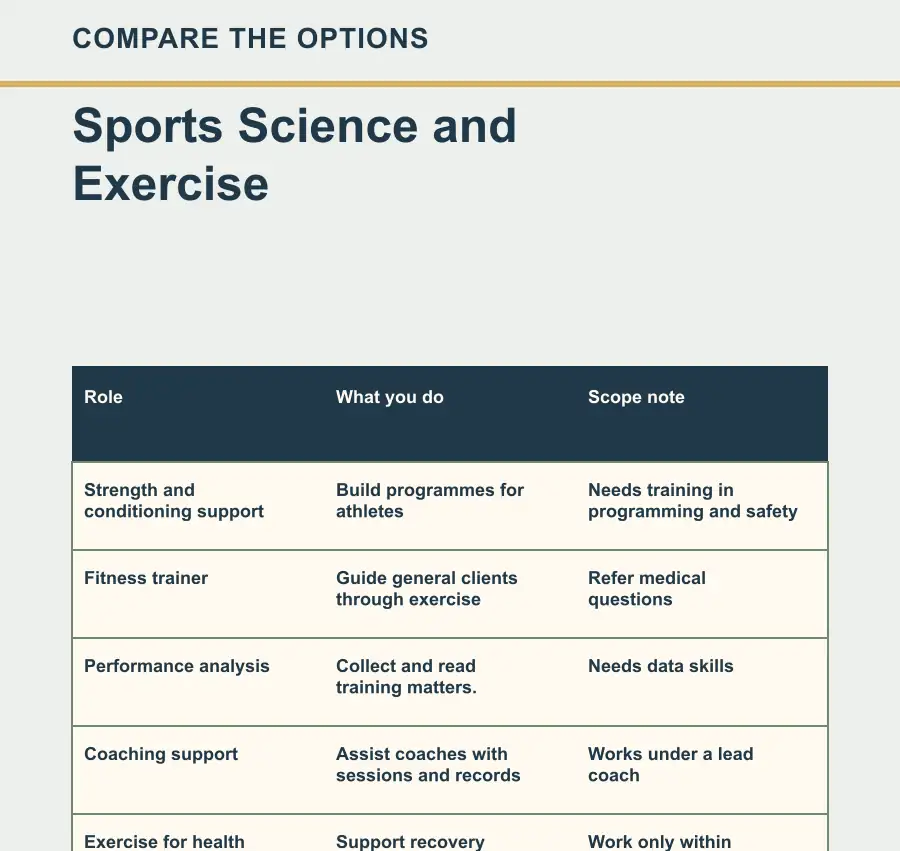 COMPARE THE OPTIONS
Sports Science and
Exercise
Role
What you do
Scope note
Strength and
conditioning support
Build programmes for
athletes
Needs training in
programming and safety
Fitness trainer
Guide general clients
through exercise
Refer medical
questions
Performance analysis
Collect and read
training matters.
Needs data skills
Coaching support
Assist coaches with
sessions and records
Works under a lead
coach
Exercise for health
Support recovery
Work only within